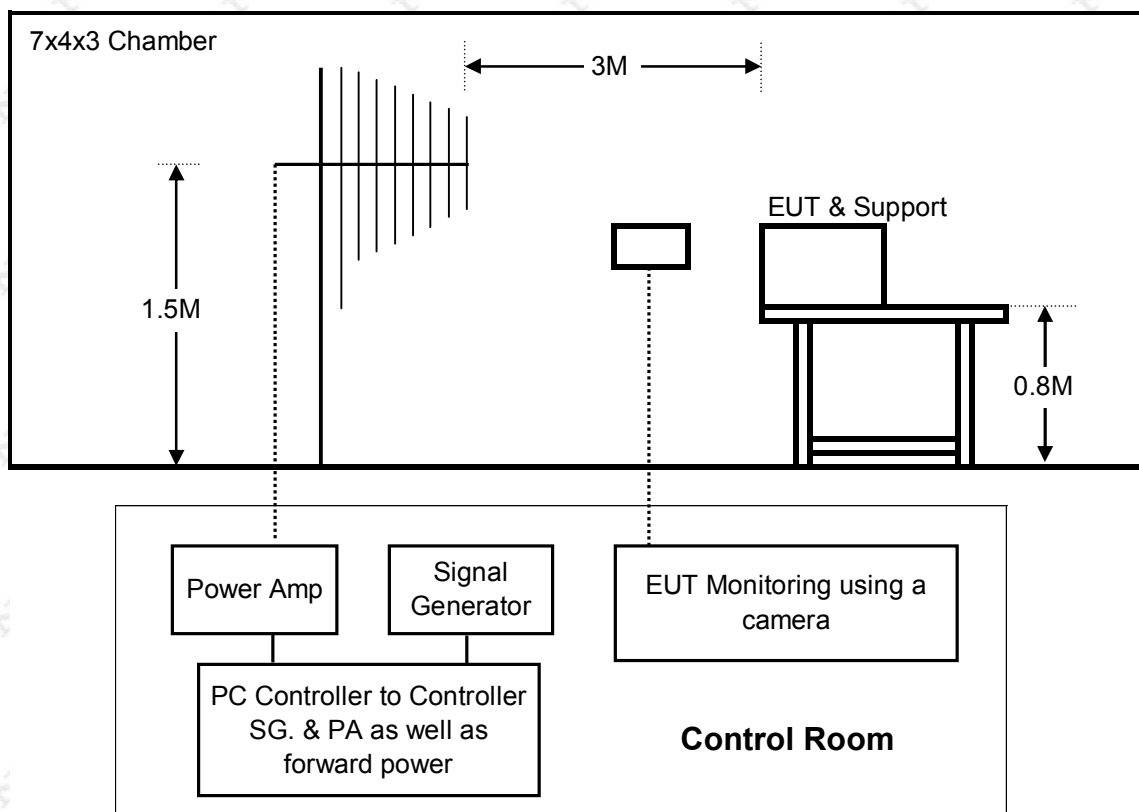 7x4x3 Chamber
3M
EUT & Support
1.5M
0.8M
Power Amp
Signal
Generator
EUT Monitoring using a
camera
PC Controller to Controller
SG. & PA as well as
forward power
Control Room